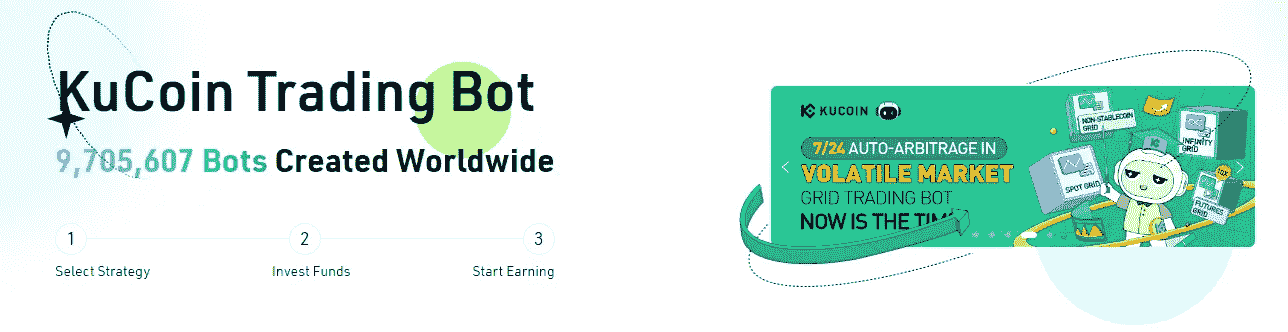 KuCoin Trading Bot
9,705,607 Bots Created Worldwide
1
2
3
Select Strategy
Invest Funds
Start Earning
KUCOIN
7/24 AUTO-ARBITRAGE IN
VOLATILE MARKET
GRID TRADING BOT
NOW IS THE
NON-STABLECOIN
GRID
INFINITY
GRID
SPOT GRID
10X
FUTURES
GRID